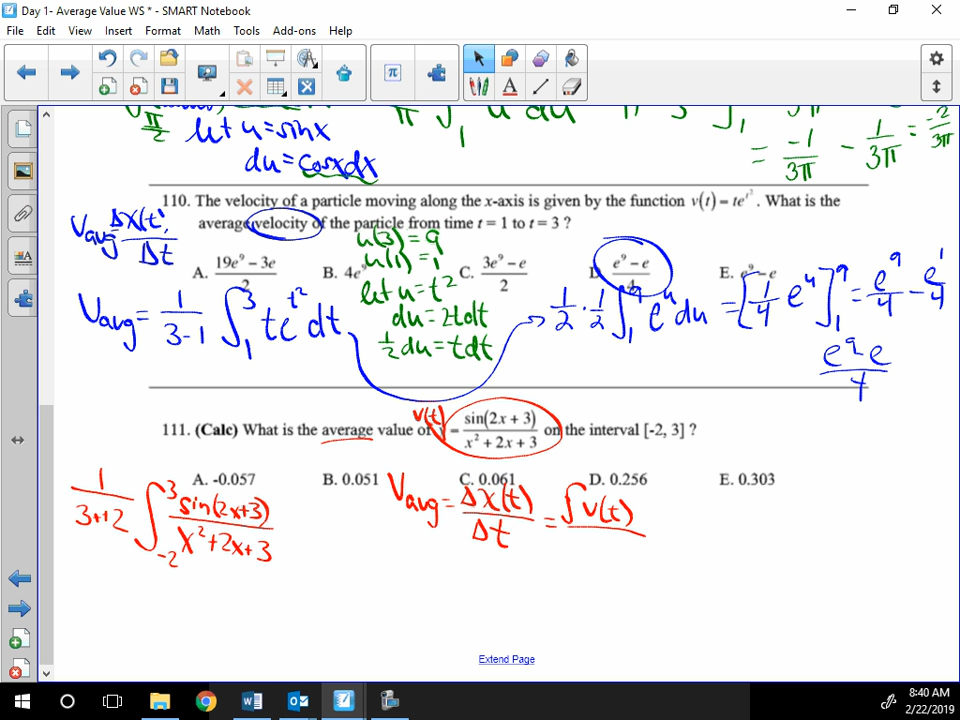 Day 1- Average Value WS * - SMART Notebook
File Edit View Insert Format Math Tools Add-ons Help
let u = sinx
du = cosxdx
π/2
1/π ∫ u du
= -1/3π - 1/3π = -2/3π
110. The velocity of a particle moving along the x-axis is given by the function v(t) = te^t². What is the
average velocity of the particle from time t = 1 to t = 3 ?
Vavg = Δx(t)/Δt
A. 19e⁹ − 3e / 2 B. 4e⁹ C. 3e⁹ − e / 2 D. e⁹ − e / 4 E. e⁹ − e
u(3) = 9
u(1) = 1
let u = t²
du = 2tdt
½ du = tdt
Vavg = 1/3-1 ∫₁³ te^t² dt
½ · ½ ∫₁⁹ e^u du = [¼ e^u]₁⁹ = e⁹/4 - e¹/4
e⁹-e/4
111. (Calc) What is the average value of y = sin(2x + 3) / x² + 2x + 3 on the interval [-2, 3] ?
v(t)
A. -0.057 B. 0.051 C. 0.061 D. 0.256 E. 0.303
1/3+2 ∫₋₂³ sin(2x+3)/x²+2x+3
Vavg = Δx(t)/Δt = ∫v(t)
Extend Page
8:40 AM
2/22/2019